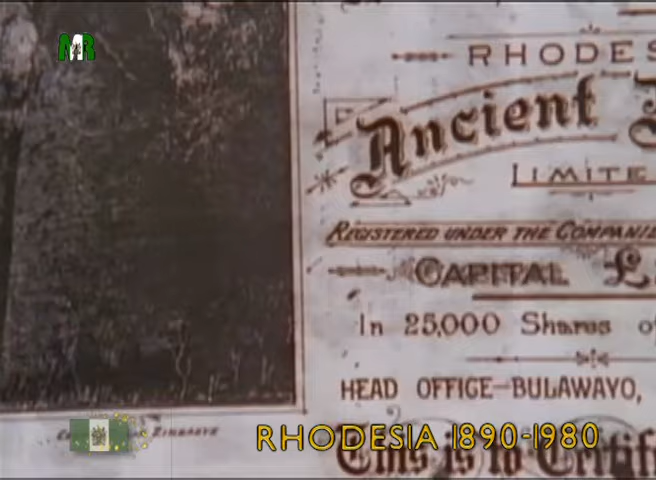 MR
RHODES
Ancient
LIMITE
REGISTERED UNDER THE COMPANIE
CAPITAL £
In 25,000 Shares o
HEAD OFFICE-BULAWAYO,
ZIMBABYE
RHODESIA 1890-1980
This is to Certif